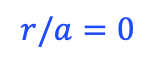 r/a = 0